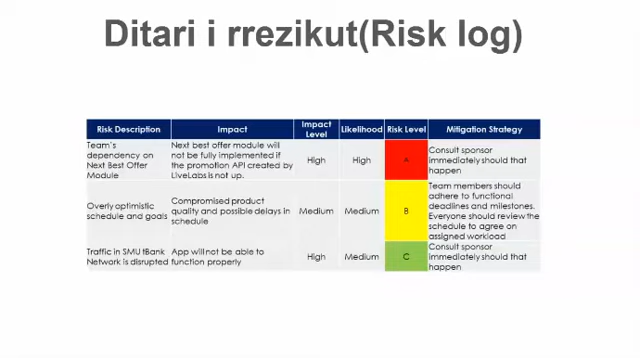 Ditari i rrezikut(Risk log)
Risk Description Impact Impact Level Likelihood Risk Level Mitigation Strategy
Team's dependency on Next Best Offer Module
Next best offer module will not be fully implemented if the promotion API created by LiveLabs is not up.
High
High
A
Consult sponsor immediately should that happen
Overly optimistic schedule and goals
Compromised product quality and possible delays in schedule
Medium
Medium
B
Team members should adhere to functional deadlines and milestones. Everyone should review the schedule to agree on assigned workload
Traffic in SMU tBank Network is disrupted
App will not be able to function properly
High
Medium
C
Consult sponsor immediately should that happen